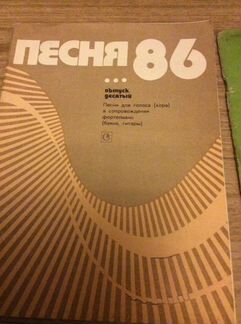 ПЕСНЯ 86
...
выпуск
десятый
Песни для голоса (хора)
в сопровождении
фортепиано
(баяна, гитары)